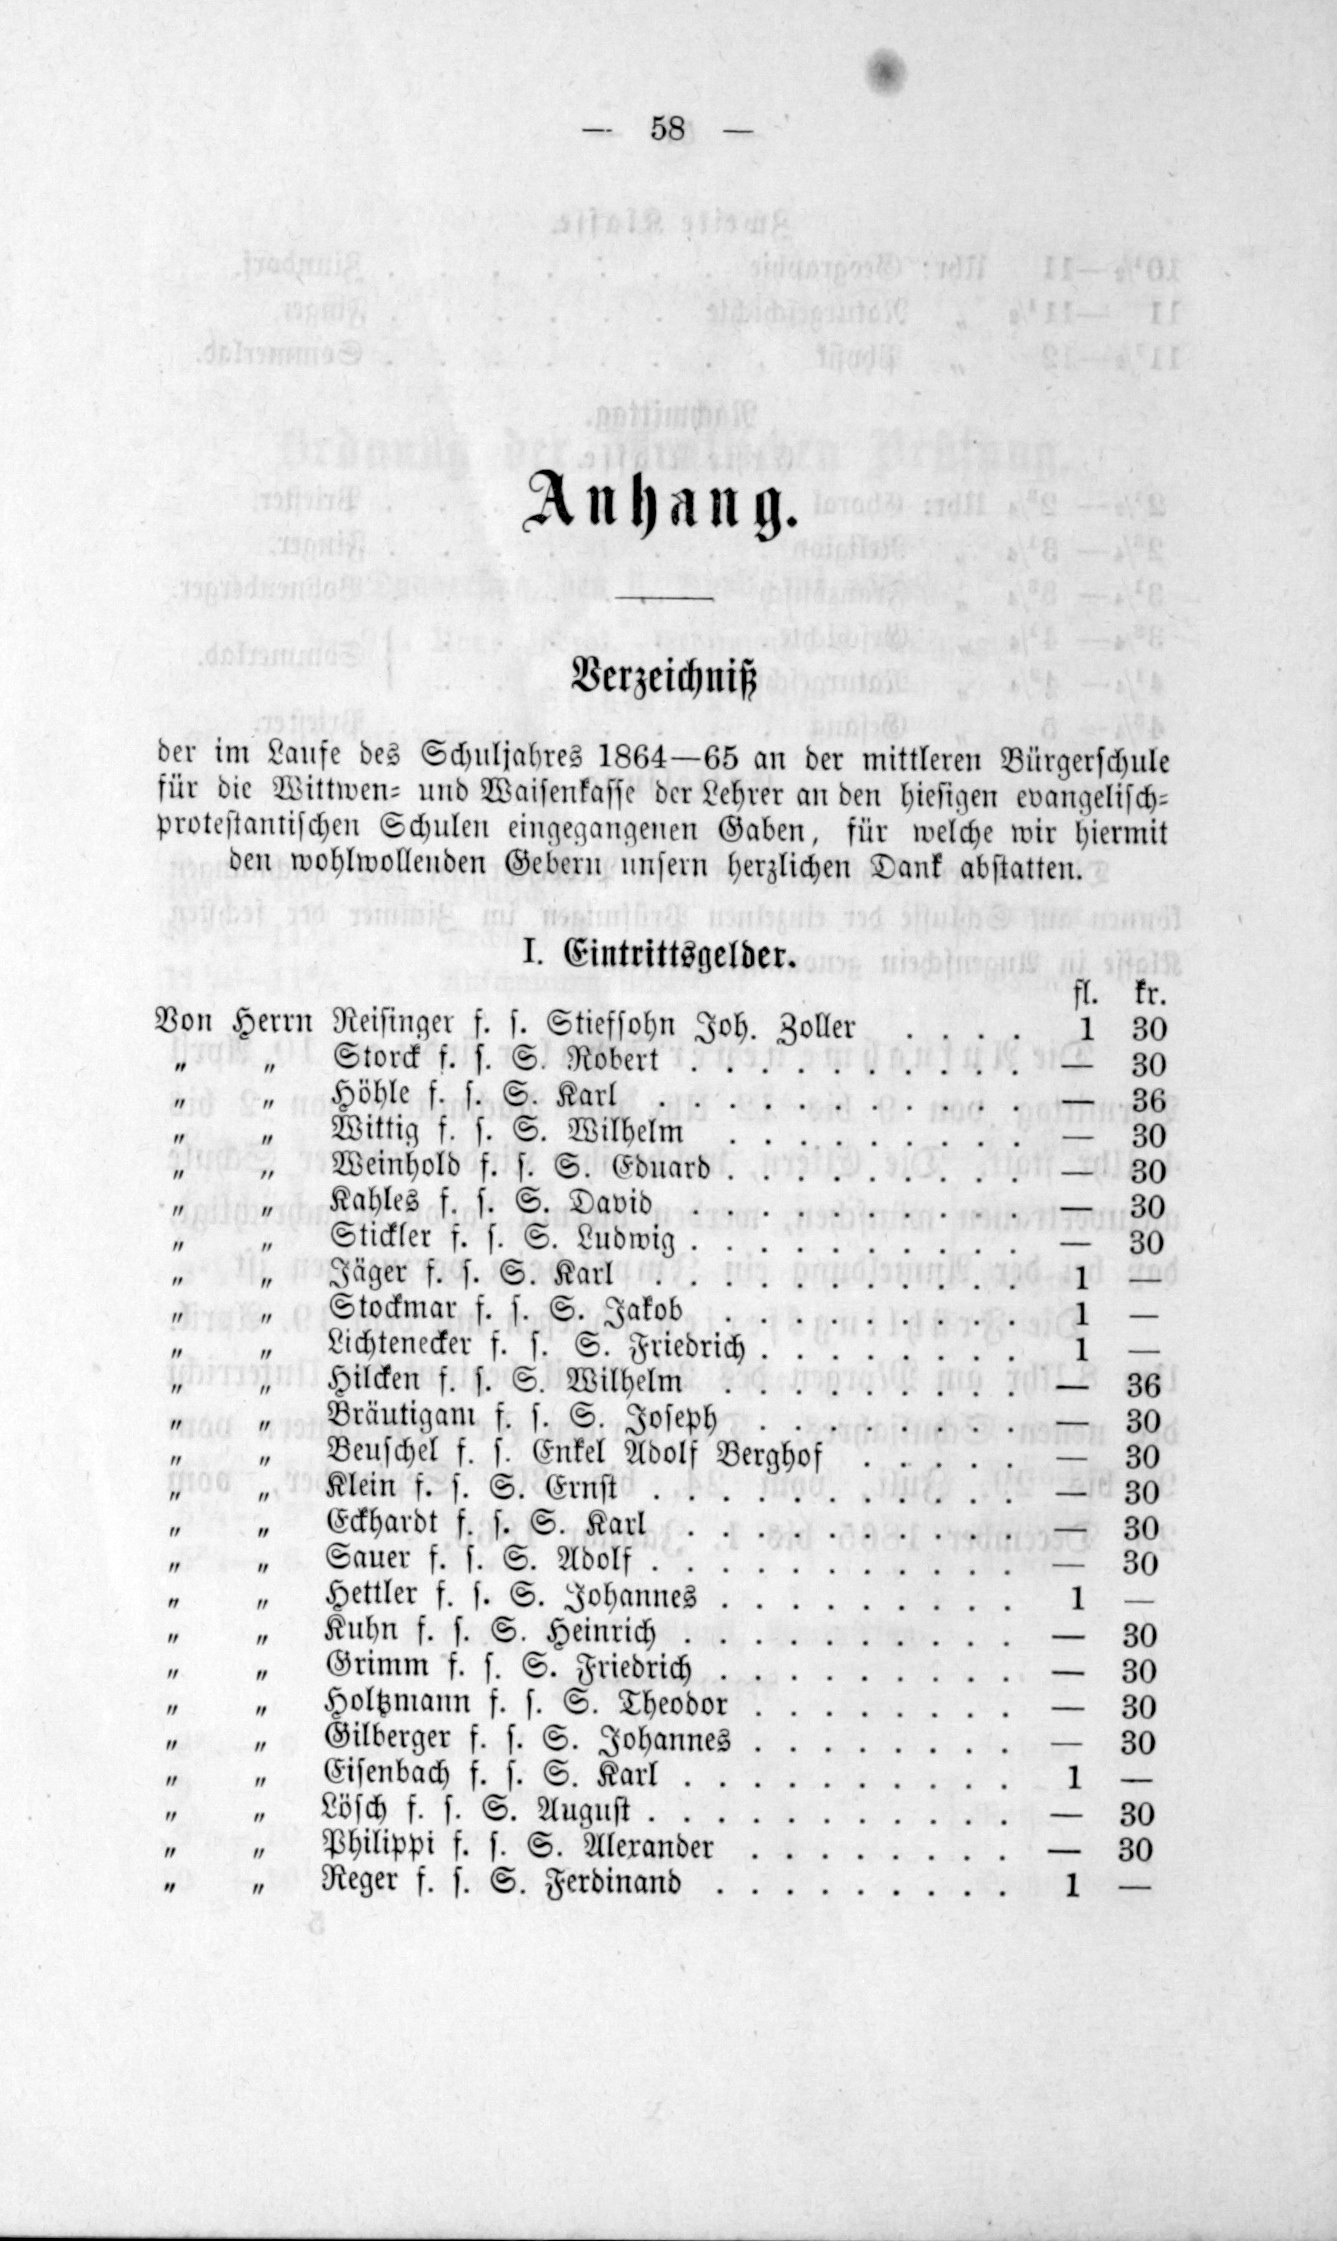 — 58 —
Anhang.
Verzeichniß
der im Laufe des Schuljahres 1864—65 an der mittleren Bürgerschule
für die Wittwen- und Waisenkasse der Lehrer an den hiesigen evangelisch-
protestantischen Schulen eingegangenen Gaben, für welche wir hiermit
den wohlwollenden Gebern unsern herzlichen Dank abstatten.
I. Eintrittsgelder.
fl. kr.
Von Herrn Reisinger f. s. Stiefsohn Joh. Zoller . . . . 1 30
„ „ Storck f. s. S. Robert . . . . . . . . . . — 30
„ „ Höhle f. s. S. Karl . . . . . . . . . . . — 36
„ „ Wittig f. s. S. Wilhelm . . . . . . . . . — 30
„ „ Weinhold f. s. S. Eduard . . . . . . . . . — 30
„ „ Kahles f. s. S. David . . . . . . . . . . — 30
„ „ Stickler f. s. S. Ludwig . . . . . . . . . . — 30
„ „ Jäger f. s. S. Karl . . . . . . . . . . . 1 —
„ „ Stockmar f. s. S. Jakob . . . . . . . . . 1 —
„ „ Lichtenecker f. s. S. Friedrich . . . . . . . . 1 —
„ „ Hilcken f. s. S. Wilhelm . . . . . . . . . — 36
„ „ Bräutigam f. s. S. Joseph . . . . . . . . — 30
„ „ Beuschel f. s. Enkel Adolf Berghof . . . . . — 30
„ „ Klein f. s. S. Ernst . . . . . . . . . . . — 30
„ „ Eckhardt f. s. S. Karl . . . . . . . . . . — 30
„ „ Sauer f. s. S. Adolf . . . . . . . . . . . — 30
„ „ Hettler f. s. S. Johannes . . . . . . . . . 1 —
„ „ Kuhn f. s. S. Heinrich . . . . . . . . . . — 30
„ „ Grimm f. s. S. Friedrich . . . . . . . . . — 30
„ „ Holtzmann f. s. S. Theodor . . . . . . . . — 30
„ „ Gilberger f. s. S. Johannes . . . . . . . . — 30
„ „ Eisenbach f. s. S. Karl . . . . . . . . . . 1 —
„ „ Lösch f. s. S. August . . . . . . . . . . . — 30
„ „ Philippi f. s. S. Alexander . . . . . . . . — 30
„ „ Reger f. s. S. Ferdinand . . . . . . . . . 1 —